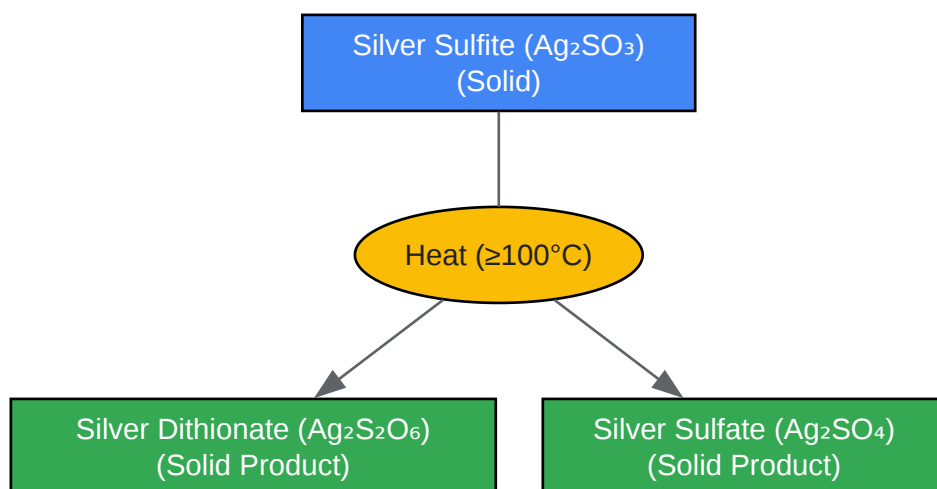 Silver Sulfite (Ag₂SO₃)
(Solid)
Heat (≥100°C)
Silver Dithionate (Ag₂S₂O₆)
(Solid Product)
Silver Sulfate (Ag₂SO₄)
(Solid Product)